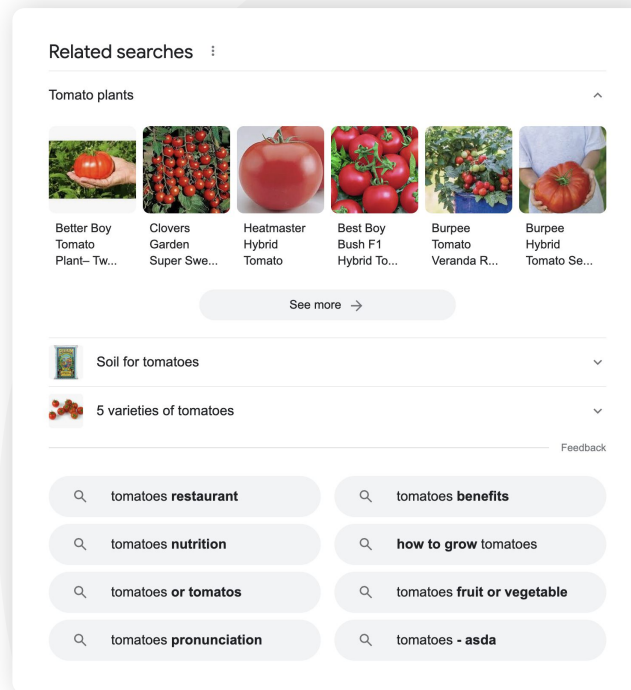 Related searches
Tomato plants
Better Boy
Tomato
Plant– Tw...
Clovers
Garden
Super Swe...
Heatmaster
Hybrid
Tomato
Best Boy
Bush F1
Hybrid To...
Burpee
Tomato
Veranda R...
Burpee
Hybrid
Tomato Se...
See more →
Soil for tomatoes
5 varieties of tomatoes
Feedback
tomatoes restaurant
tomatoes benefits
tomatoes nutrition
how to grow tomatoes
tomatoes or tomatos
tomatoes fruit or vegetable
tomatoes pronunciation
tomatoes - asda